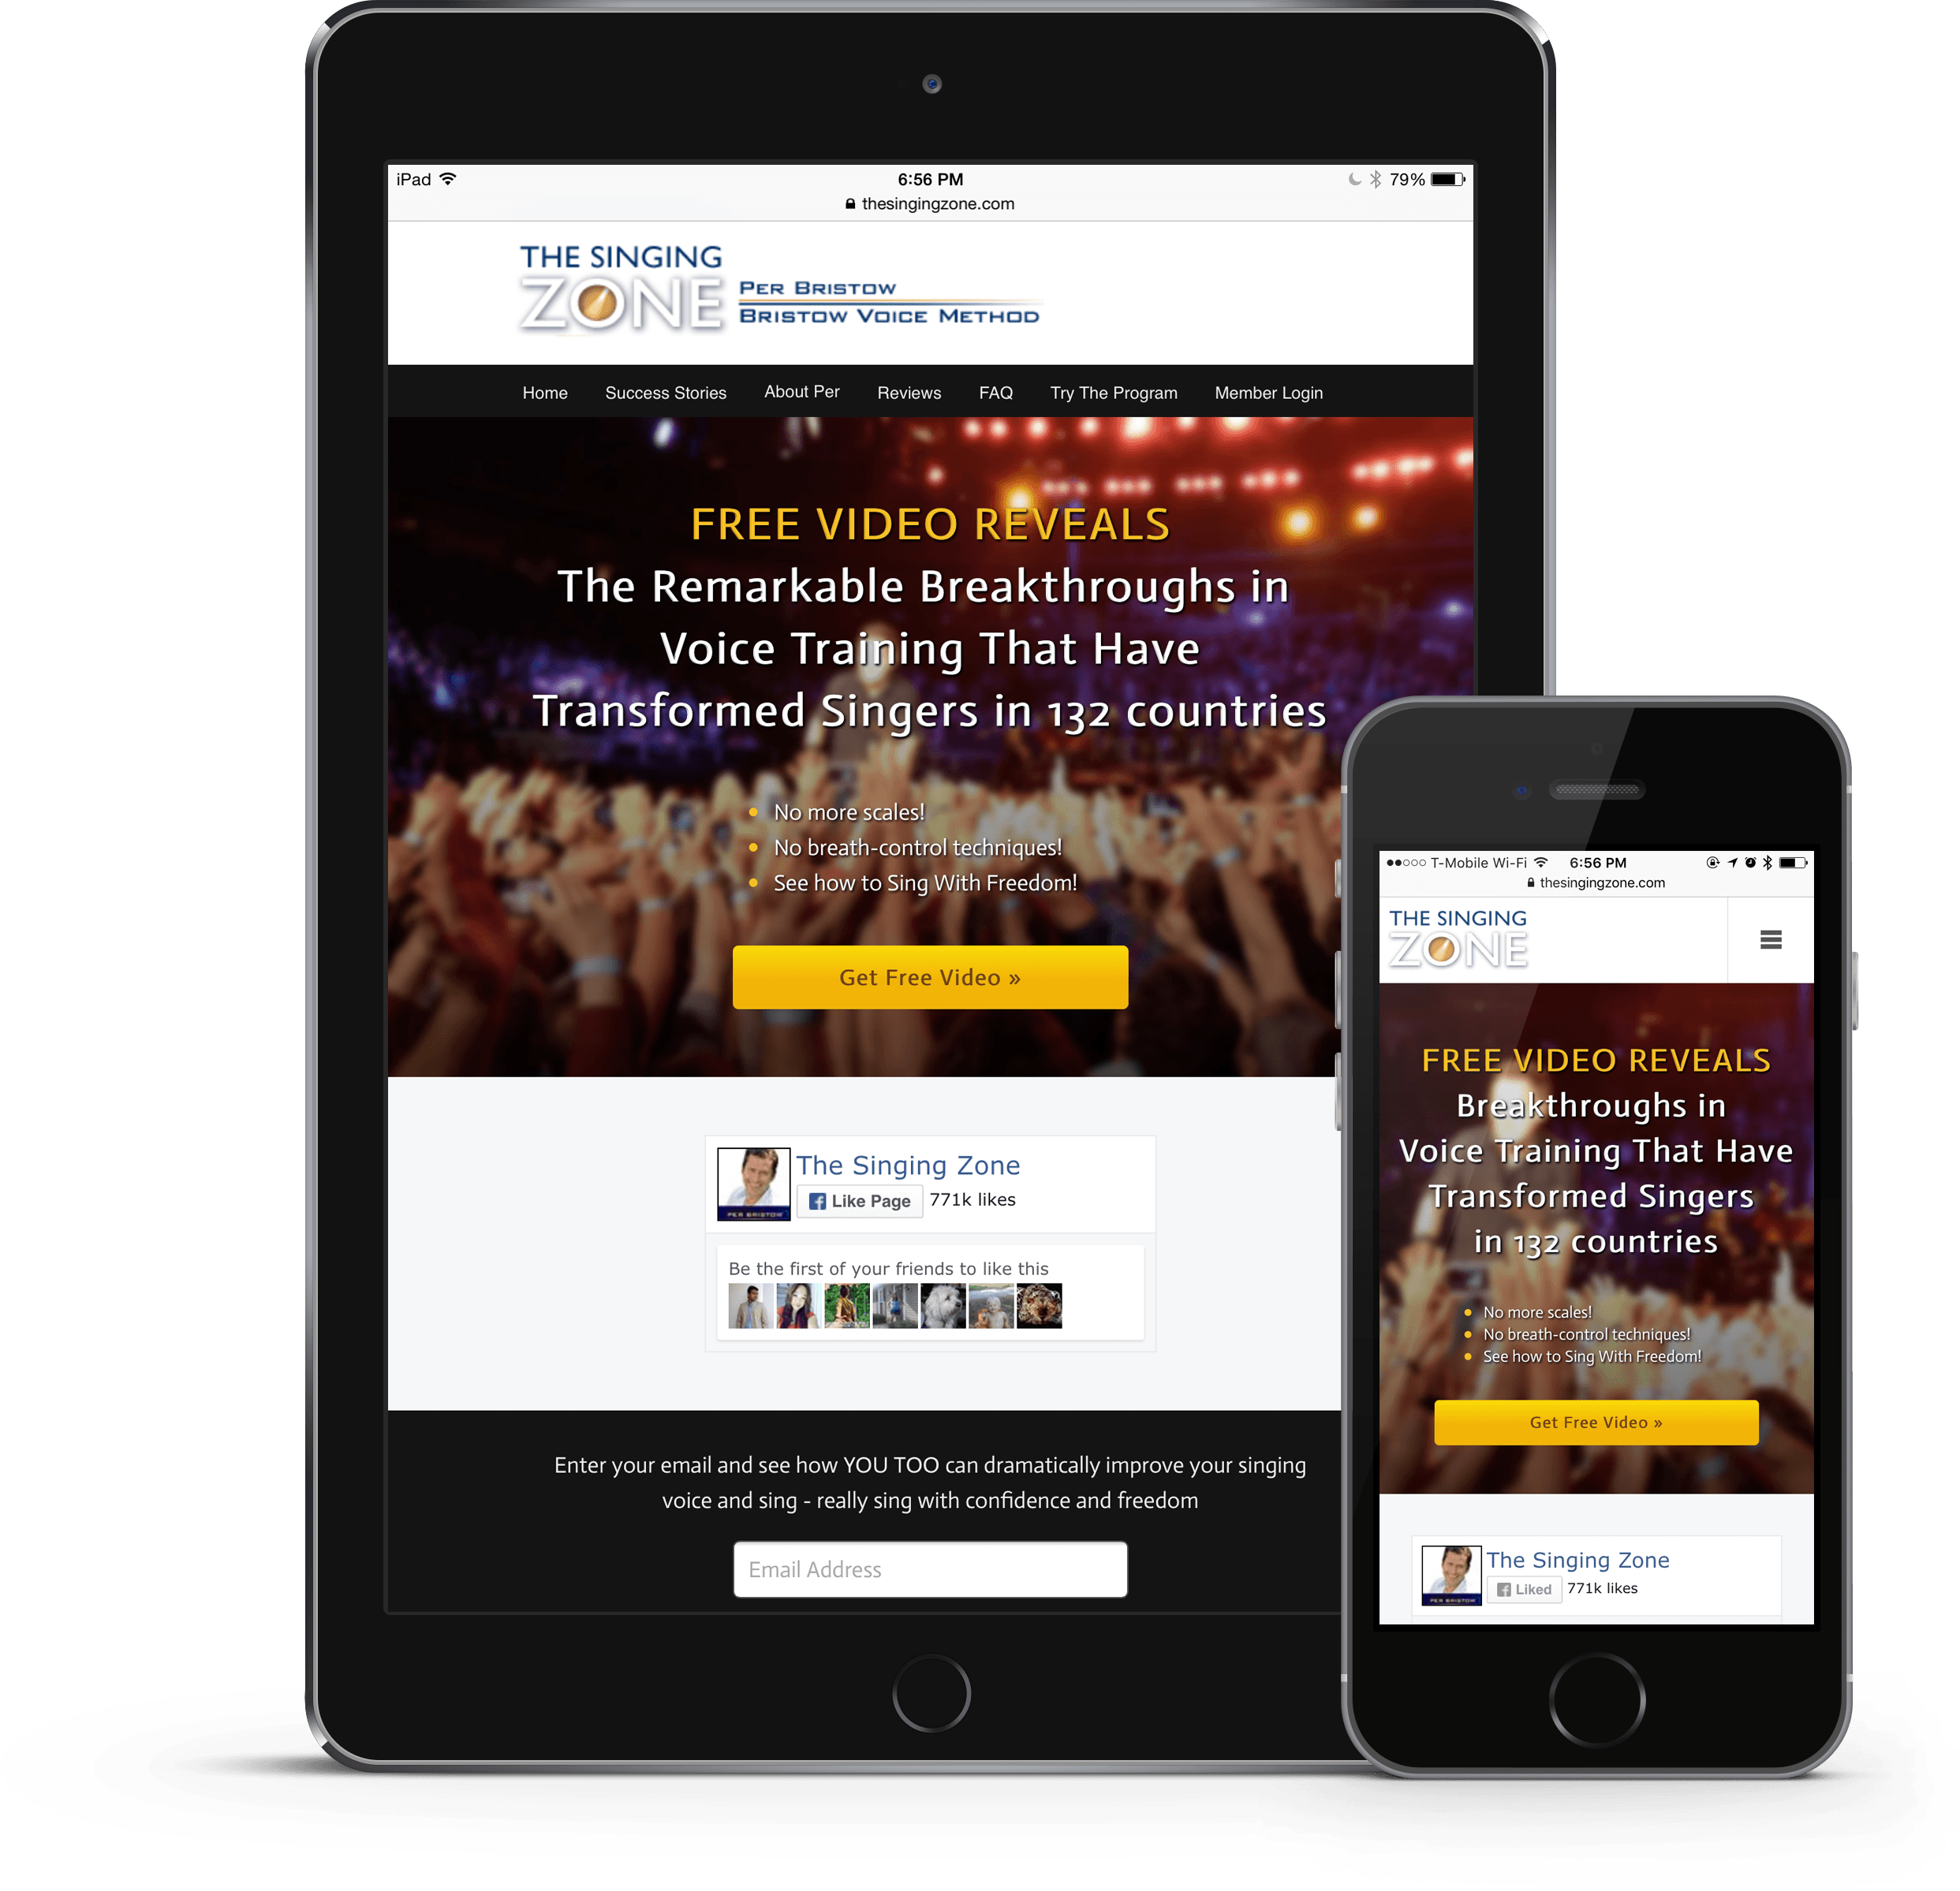 iPad
6:56 PM
79%
thesingingzone.com
THE SINGING
ZONE
PER BRISTOW
BRISTOW VOICE METHOD
Home Success Stories About Per Reviews FAQ Try The Program Member Login
FREE VIDEO REVEALS
The Remarkable Breakthroughs in
Voice Training That Have
Transformed Singers in 132 countries
• No more scales!
• No breath-control techniques!
• See how to Sing With Freedom!
Get Free Video »
The Singing Zone
Like Page 771k likes
PER BRISTOW
Be the first of your friends to like this
Enter your email and see how YOU TOO can dramatically improve your singing
voice and sing - really sing with confidence and freedom
Email Address
T-Mobile Wi-Fi 6:56 PM
thesingingzone.com
THE SINGING
ZONE
FREE VIDEO REVEALS
Breakthroughs in
Voice Training That Have
Transformed Singers
in 132 countries
• No more scales!
• No breath-control techniques!
• See how to Sing With Freedom!
Get Free Video »
The Singing Zone
Liked 771k likes
PER BRISTOW